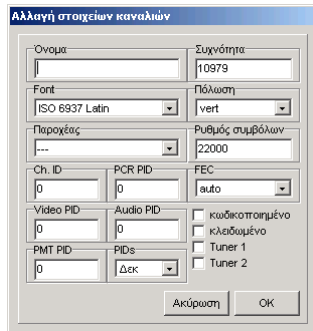 Αλλαγή στοιχείων καναλιών
Όνομα
Συχνότητα
10979
Font
Πόλωση
ISO 6937 Latin
vert
Παροχέας
Ρυθμός συμβόλων
---
22000
Ch. ID
PCR PID
FEC
0
0
auto
Video PID
Audio PID
κωδικοποιημένο
0
0
κλειδωμένο
PMT PID
PIDs
Tuner 1
0
Δεκ
Tuner 2
Ακύρωση
OK